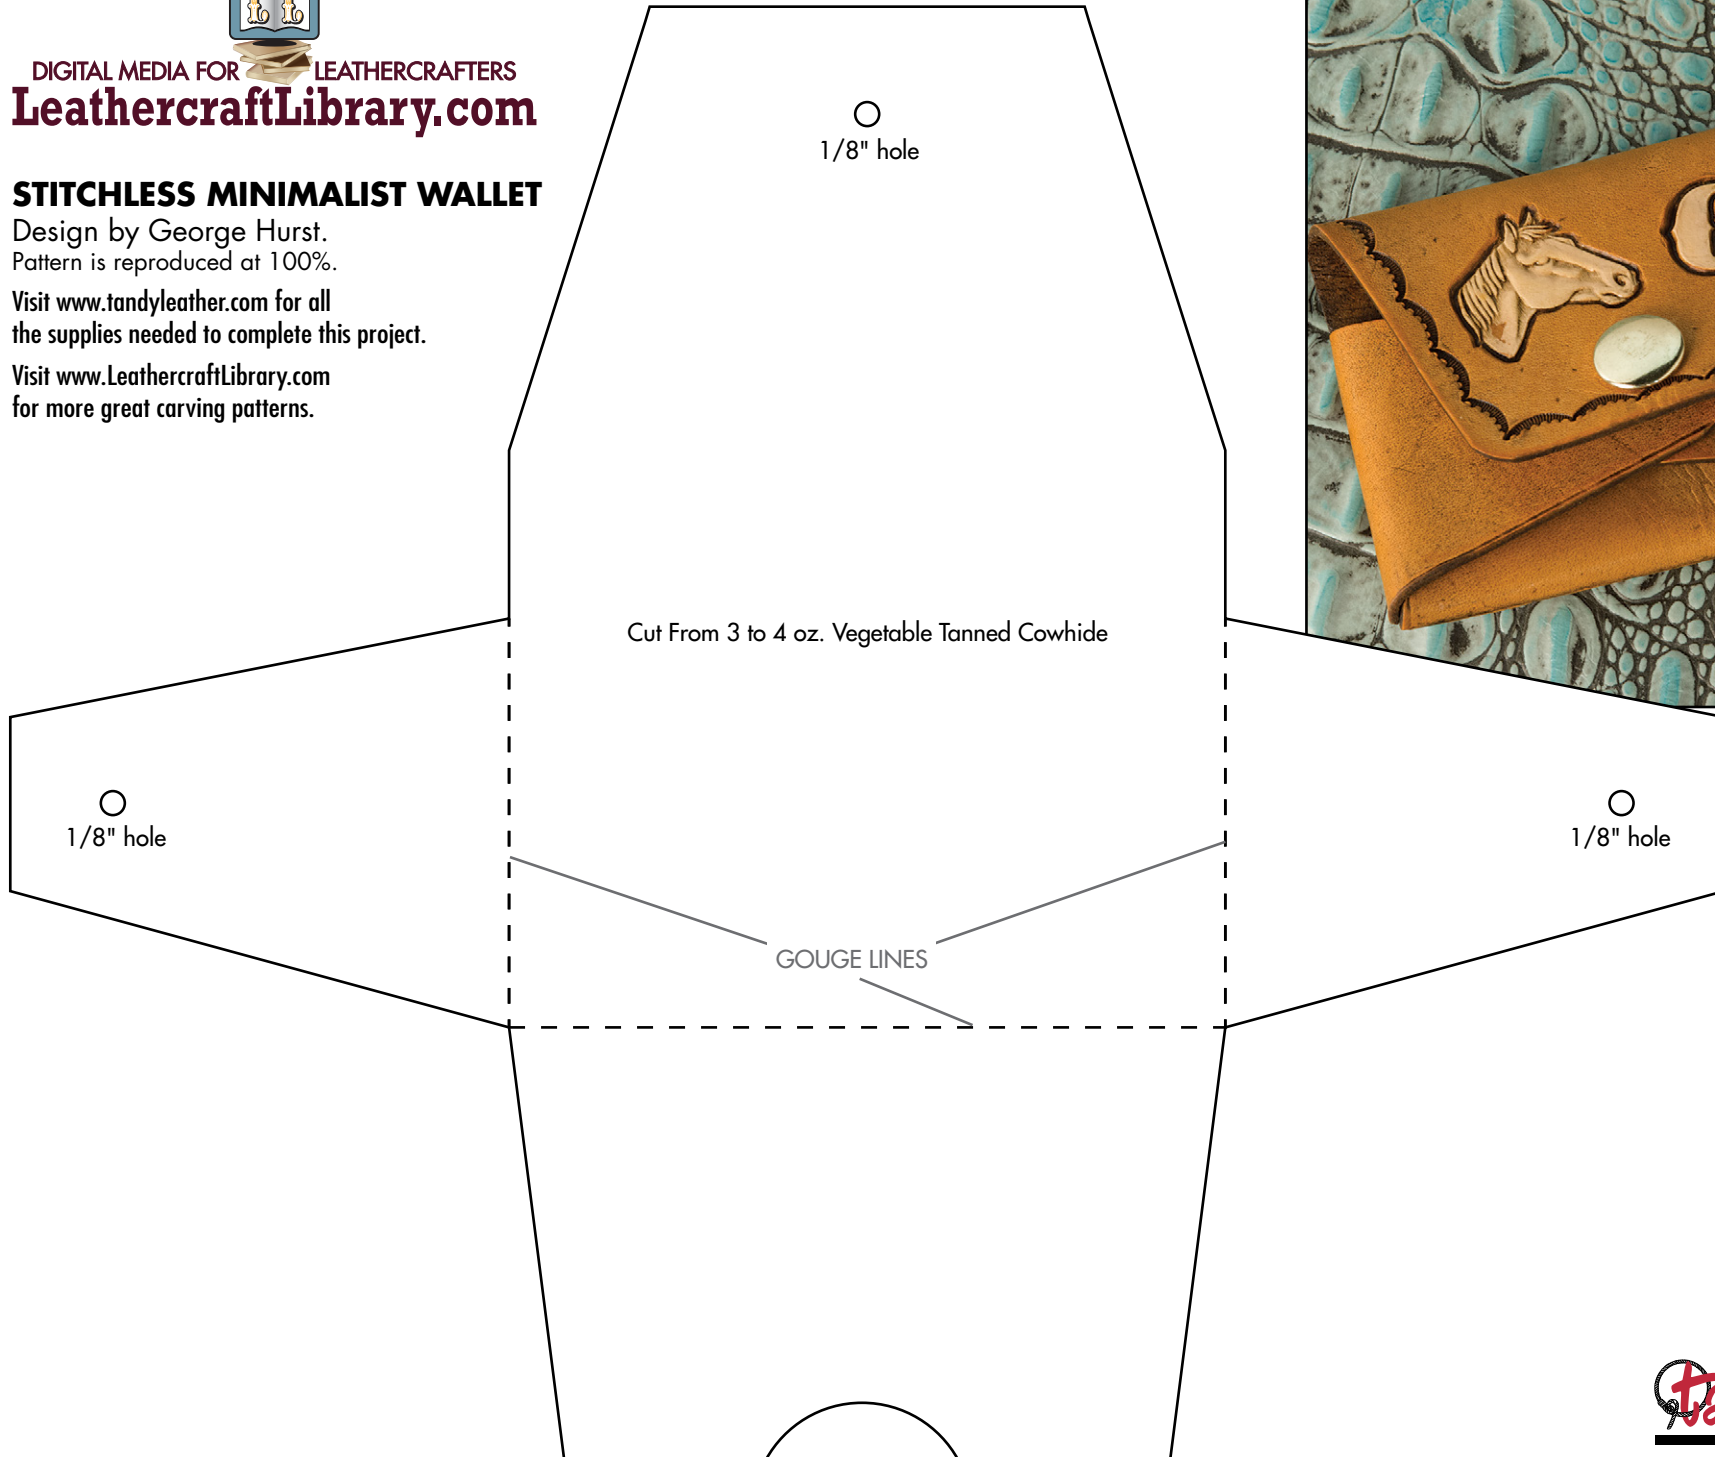 L L
DIGITAL MEDIA FOR LEATHERCRAFTERS
LeathercraftLibrary.com
STITCHLESS MINIMALIST WALLET
Design by George Hurst.
Pattern is reproduced at 100%.
Visit www.tandyleather.com for all
the supplies needed to complete this project.
Visit www.LeathercraftLibrary.com
for more great carving patterns.
1/8" hole
Cut From 3 to 4 oz. Vegetable Tanned Cowhide
1/8" hole
1/8" hole
GOUGE LINES